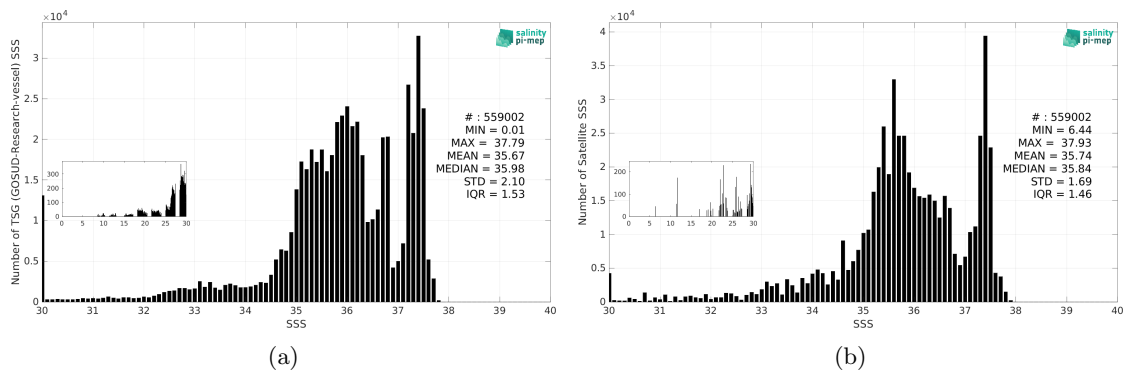 ×10⁴
salinity
pi-mep
Number of TSG (GOSUD-Research-vessel) SSS
3
2.5
2
1.5
1
0.5
0
# : 559002
MIN = 0.01
MAX = 37.79
MEAN = 35.67
MEDIAN = 35.98
STD = 2.10
IQR = 1.53
300
200
100
0
0 5 10 15 20 25 30
30 31 32 33 34 35 36 37 38 39 40
SSS
(a)
×10⁴
salinity
pi-mep
Number of Satellite SSS
4
3.5
3
2.5
2
1.5
1
0.5
0
# : 559002
MIN = 6.44
MAX = 37.93
MEAN = 35.74
MEDIAN = 35.84
STD = 1.69
IQR = 1.46
200
100
0
0 5 10 15 20 25 30
30 31 32 33 34 35 36 37 38 39 40
SSS
(b)